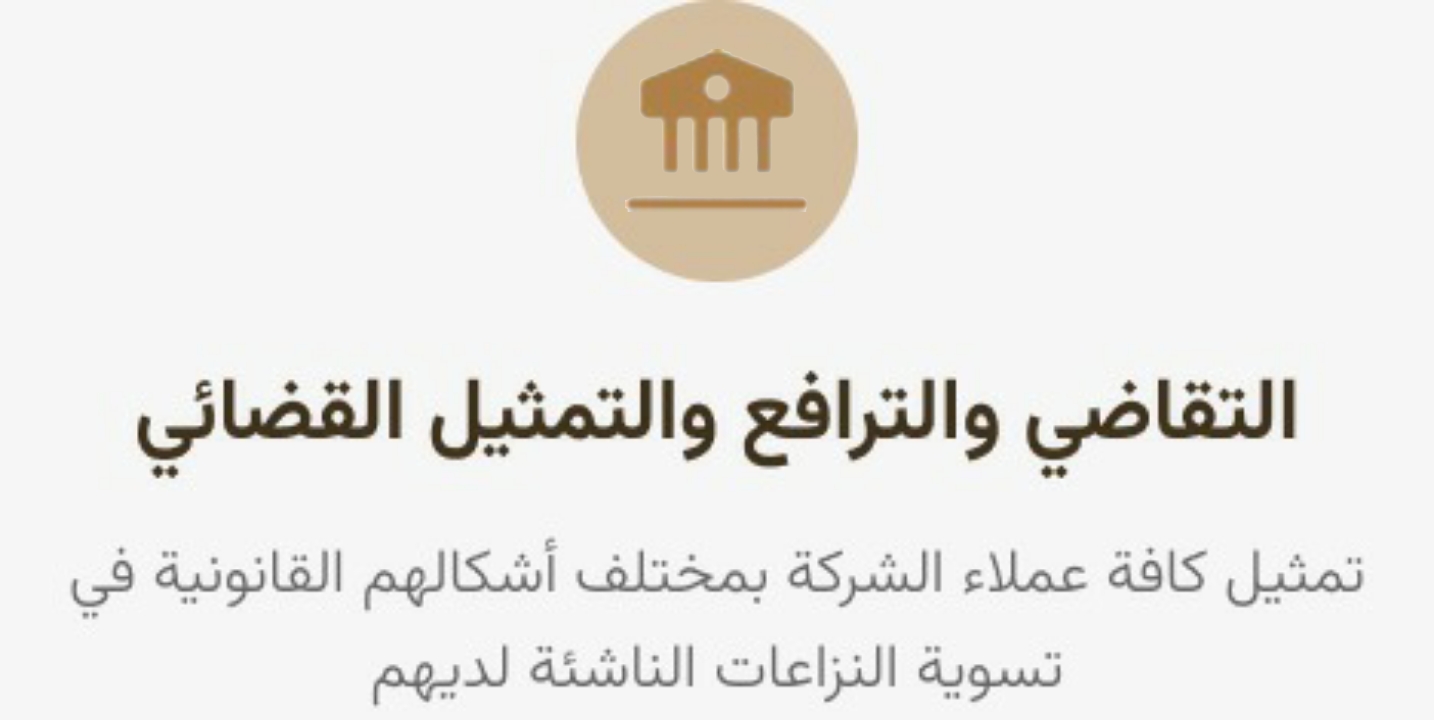 التقاضي والترافع والتمثيل القضائي
تمثيل كافة عملاء الشركة بمختلف أشكالهم القانونية في
تسوية النزاعات الناشئة لديهم